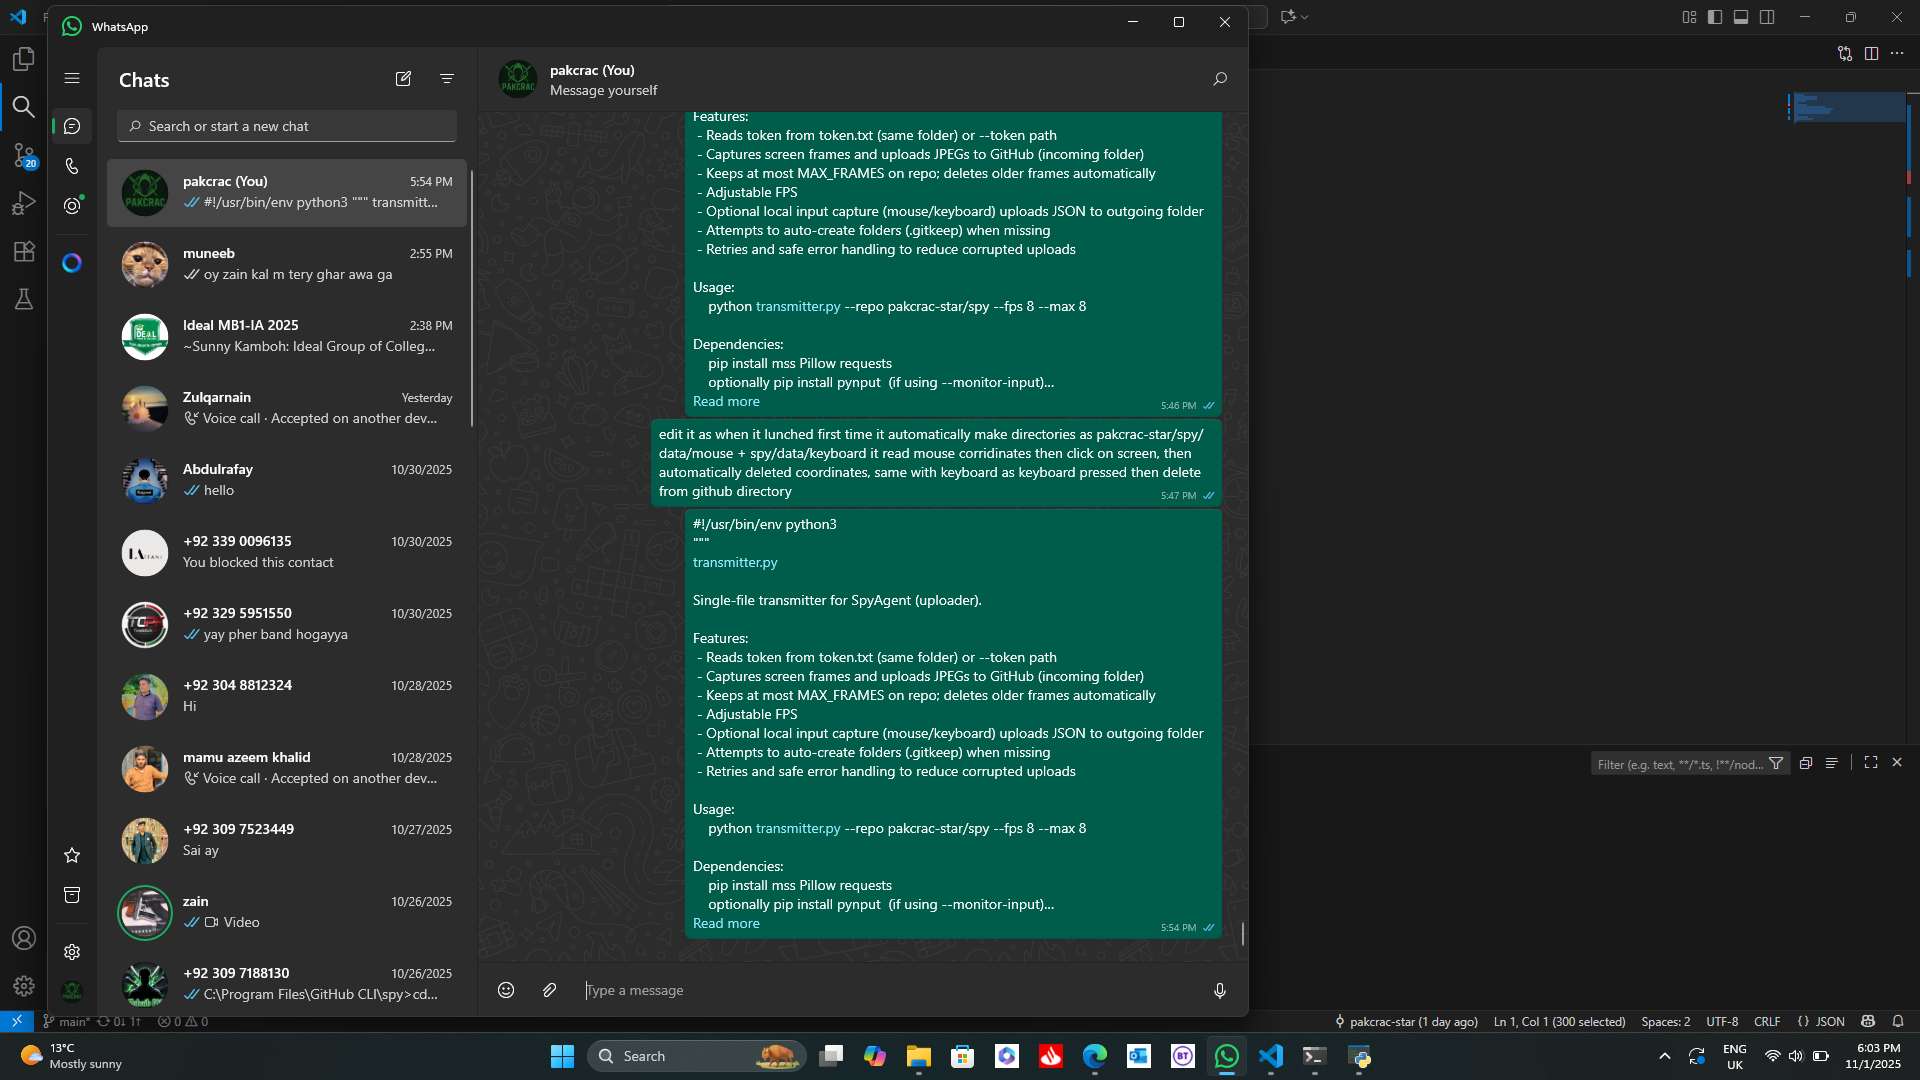 WhatsApp
Chats
Search or start a new chat
pakcrac (You)
5:54 PM
#!/usr/bin/env python3 """ transmitt...
muneeb
2:55 PM
oy zain kal m tery ghar awa ga
Ideal MB1-IA 2025
2:38 PM
~Sunny Kamboh: Ideal Group of Colleg...
Zulqarnain
Yesterday
Voice call · Accepted on another dev...
Abdulrafay
10/30/2025
hello
+92 339 0096135
10/30/2025
You blocked this contact
+92 329 5951550
10/30/2025
yay pher band hogayya
+92 304 8812324
10/28/2025
Hi
mamu azeem khalid
10/28/2025
Voice call · Accepted on another dev...
+92 309 7523449
10/27/2025
Sai ay
zain
10/26/2025
Video
+92 309 7188130
10/26/2025
C:\Program Files\GitHub CLI\spy>cd...
pakcrac (You)
Message yourself
Features:
- Reads token from token.txt (same folder) or --token path
- Captures screen frames and uploads JPEGs to GitHub (incoming folder)
- Keeps at most MAX_FRAMES on repo; deletes older frames automatically
- Adjustable FPS
- Optional local input capture (mouse/keyboard) uploads JSON to outgoing folder
- Attempts to auto-create folders (.gitkeep) when missing
- Retries and safe error handling to reduce corrupted uploads
Usage:
python transmitter.py --repo pakcrac-star/spy --fps 8 --max 8
Dependencies:
pip install mss Pillow requests
optionally pip install pynput (if using --monitor-input)...
Read more
5:46 PM
edit it as when it lunched first time it automatically make directories as pakcrac-star/spy/
data/mouse + spy/data/keyboard it read mouse corridinates then click on screen, then
automatically deleted coordinates, same with keyboard as keyboard pressed then delete
from github directory
5:47 PM
#!/usr/bin/env python3
"""
transmitter.py
Single-file transmitter for SpyAgent (uploader).
Features:
- Reads token from token.txt (same folder) or --token path
- Captures screen frames and uploads JPEGs to GitHub (incoming folder)
- Keeps at most MAX_FRAMES on repo; deletes older frames automatically
- Adjustable FPS
- Optional local input capture (mouse/keyboard) uploads JSON to outgoing folder
- Attempts to auto-create folders (.gitkeep) when missing
- Retries and safe error handling to reduce corrupted uploads
Usage:
python transmitter.py --repo pakcrac-star/spy --fps 8 --max 8
Dependencies:
pip install mss Pillow requests
optionally pip install pynput (if using --monitor-input)...
Read more
5:54 PM
Type a message
Filter (e.g. text, **/*.ts, !**/nod...
20
main* 0↓ 1↑ 0 0
pakcrac-star (1 day ago)
Ln 1, Col 1 (300 selected)
Spaces: 2
UTF-8
CRLF
{} JSON
13°C
Mostly sunny
Search
ENG
UK
6:03 PM
11/1/2025